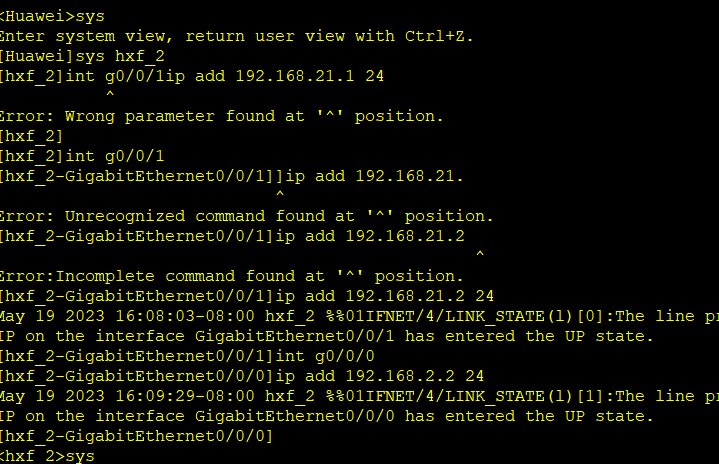 <Huawei>sys
Enter system view, return user view with Ctrl+Z.
[Huawei]sys hxf_2
[hxf_2]int g0/0/1ip add 192.168.21.1 24
^
Error: Wrong parameter found at '^' position.
[hxf_2]
[hxf_2]int g0/0/1
[hxf_2-GigabitEthernet0/0/1]]ip add 192.168.21.
^
Error: Unrecognized command found at '^' position.
[hxf_2-GigabitEthernet0/0/1]ip add 192.168.21.2
^
Error:Incomplete command found at '^' position.
[hxf_2-GigabitEthernet0/0/1]ip add 192.168.21.2 24
May 19 2023 16:08:03-08:00 hxf_2 %%01IFNET/4/LINK_STATE(l)[0]:The line pr
IP on the interface GigabitEthernet0/0/1 has entered the UP state.
[hxf_2-GigabitEthernet0/0/1]int g0/0/0
[hxf_2-GigabitEthernet0/0/0]ip add 192.168.2.2 24
May 19 2023 16:09:29-08:00 hxf_2 %%01IFNET/4/LINK_STATE(l)[1]:The line pr
IP on the interface GigabitEthernet0/0/0 has entered the UP state.
[hxf_2-GigabitEthernet0/0/0]
<hxf_2>sys